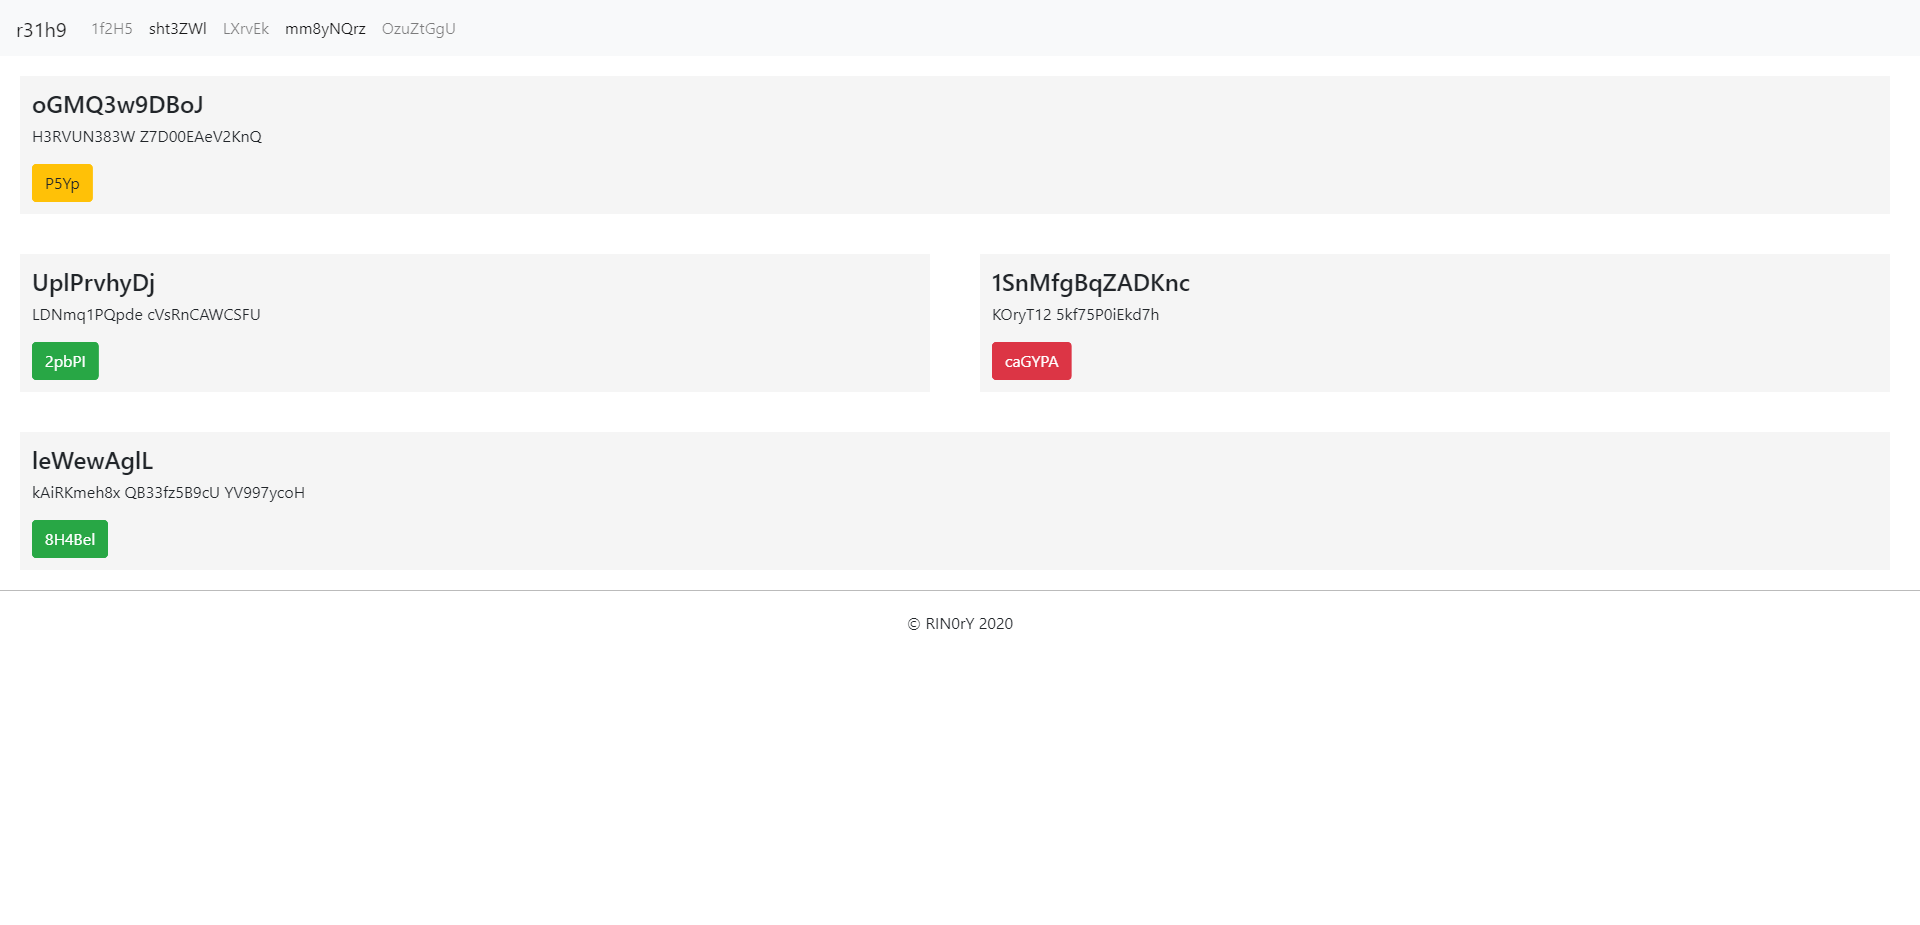 r31h9 1f2H5 sht3ZWl LXrvEk mm8yNQrz OzuZtGgU
oGMQ3w9DBoJ
H3RVUN383W Z7D00EAeV2KnQ
P5Yp
UplPrvhyDj
LDNmq1PQpde cVsRnCAWCSFU
2pbPI
1SnMfgBqZADKnc
KOryT12 5kf75P0iEkd7h
caGYPA
leWewAglL
kAiRKmeh8x QB33fz5B9cU YV997ycoH
8H4Bel
© RIN0rY 2020